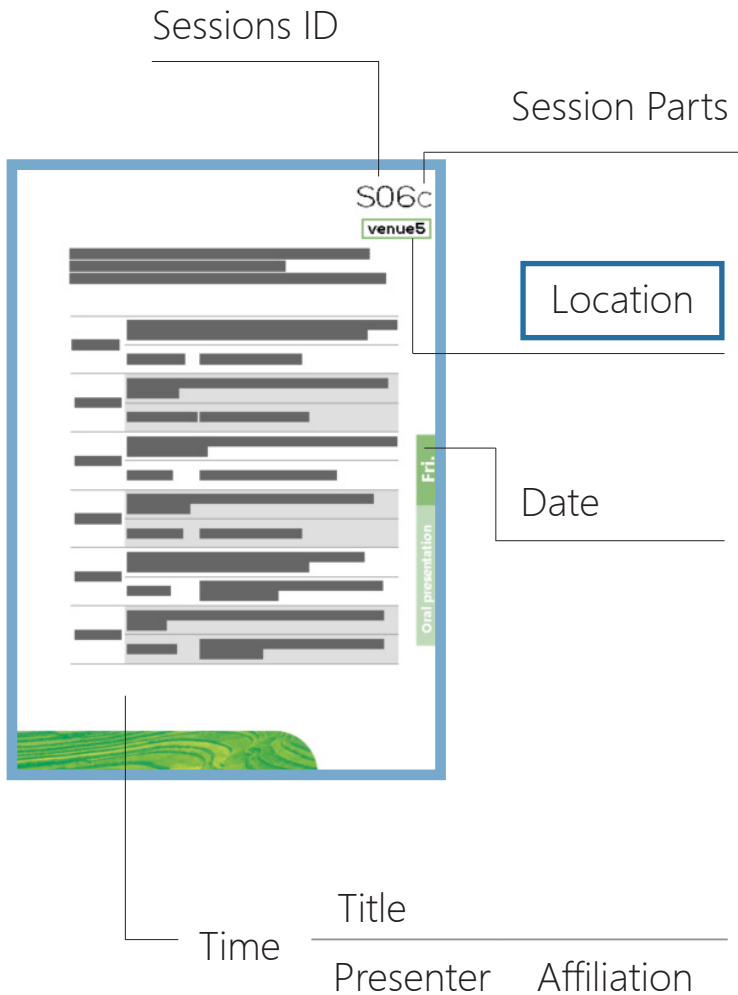 Sessions ID
Session Parts
S06c
venue5
Location
Fri.
Date
Oral presentation
Title
Time
Presenter Affiliation